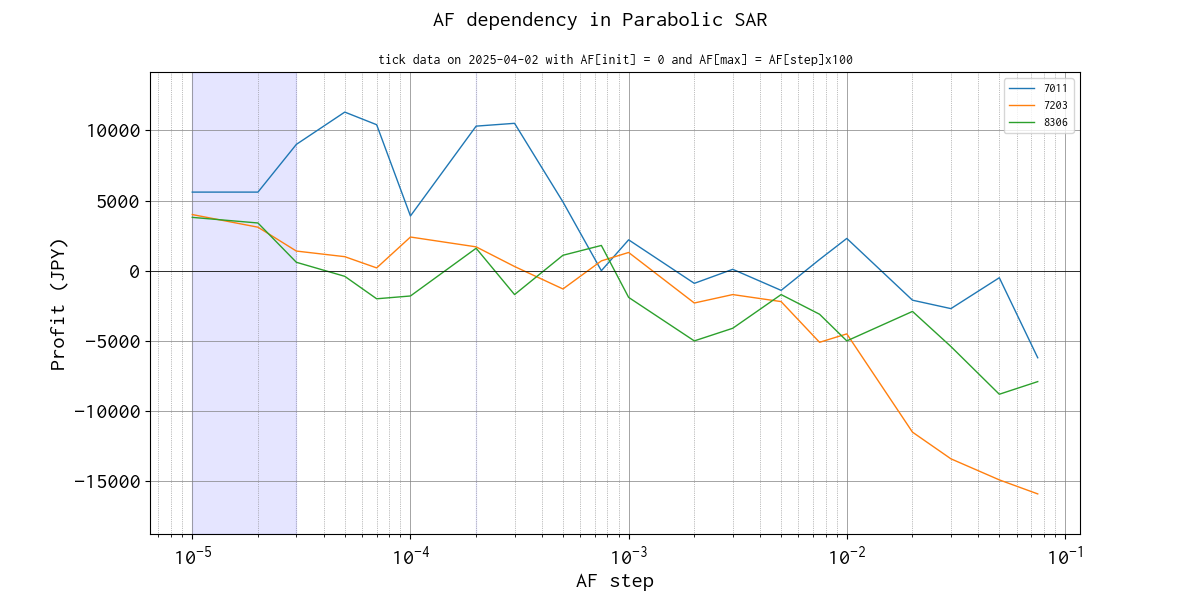 AF dependency in Parabolic SAR
tick data on 2025-04-02 with AF[init] = 0 and AF[max] = AF[step]x100
7011
7203
8306
Profit (JPY)
10000
5000
0
−5000
−10000
−15000
10⁻⁵ 10⁻⁴ 10⁻³ 10⁻² 10⁻¹
AF step